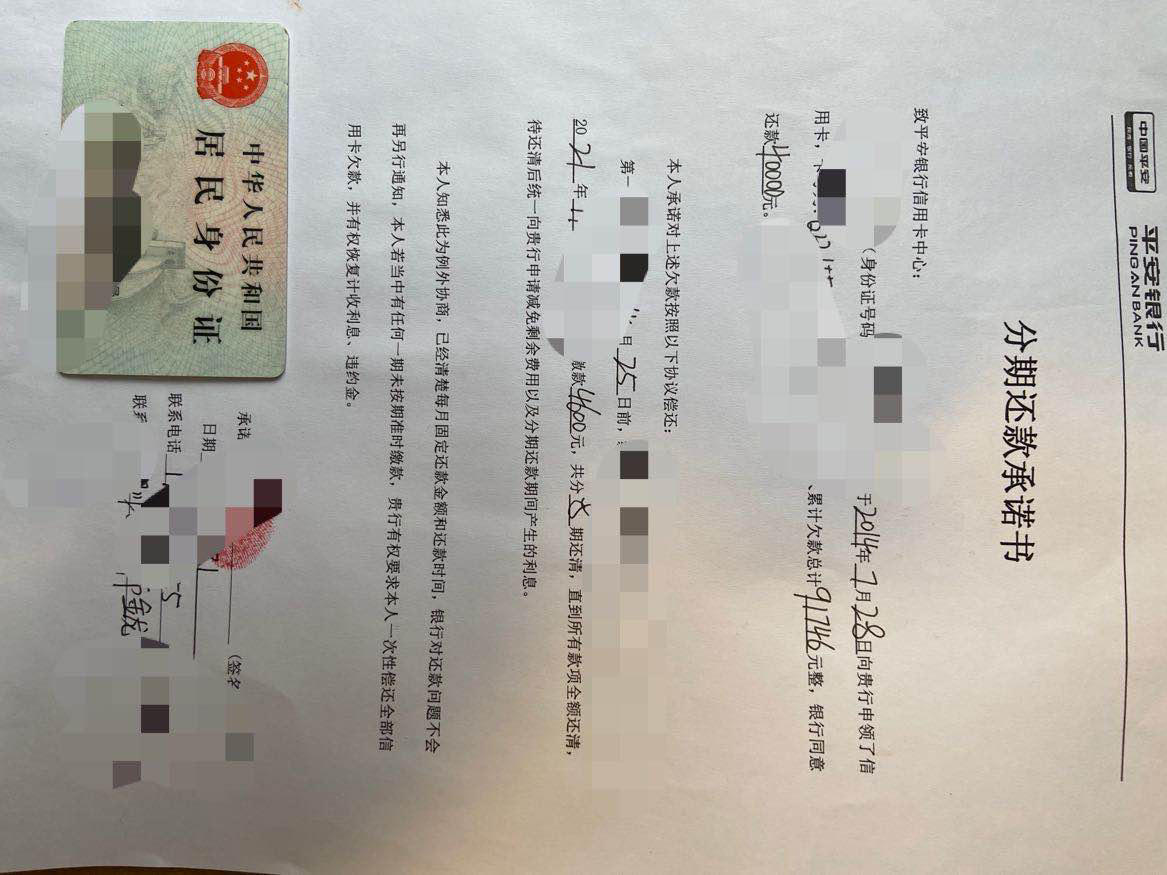 中国平安
平安银行
PING AN BANK
分期还款承诺书
致平安银行信用卡中心：
（身份证号码 于2014年7月28日向贵行申领了信
用卡， 累计欠款总计91746元整，银行同意
还款40000元。
本人承诺对上述欠款按照以下协议偿还：
第一 月25日前，
2021年 款4600元，共分 期还清，直到所有款项全额还清，
待还清后统一向贵行申请减免剩余费用以及分期还款期间产生的利息。
本人知悉此为例外协商，已经清楚每月固定还款金额和还款时间，银行对还款问题不会
再另行通知，本人若当中有任何一期未按期准时缴款，贵行有权要求本人一次性偿还全部信
用卡欠款，并有权恢复计收利息、违约金。
承诺 （签名
日期
联系电话
联系
中华人民共和国
居民身份证